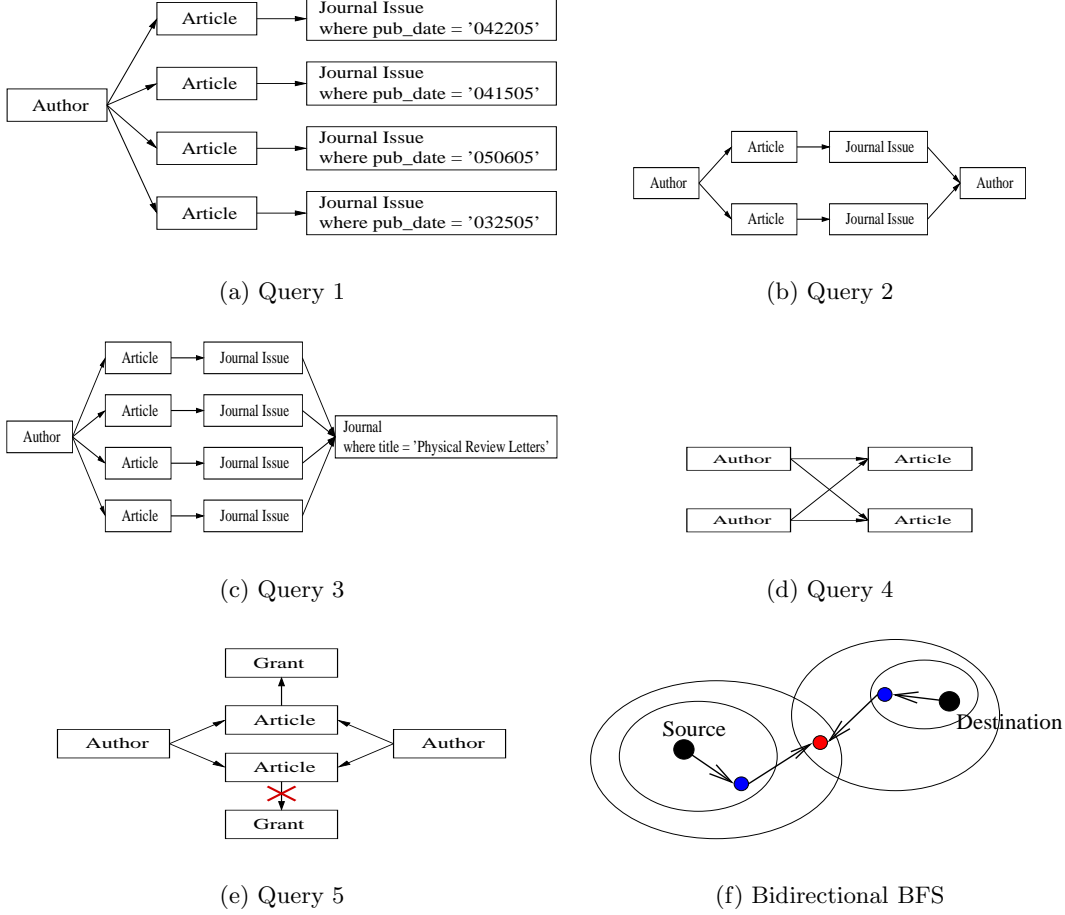 Article
Journal Issue
where pub_date = '042205'
Article
Journal Issue
where pub_date = '041505'
Author
Article
Journal Issue
where pub_date = '050605'
Article
Journal Issue
where pub_date = '032505'
(a) Query 1
Article
Journal Issue
Author
Author
Article
Journal Issue
(b) Query 2
Article
Journal Issue
Article
Journal Issue
Author
Journal
where title = 'Physical Review Letters'
Article
Journal Issue
Article
Journal Issue
(c) Query 3
Author
Article
Author
Article
(d) Query 4
Grant
Article
Author
Author
Article
Grant
(e) Query 5
Source
Destination
(f) Bidirectional BFS